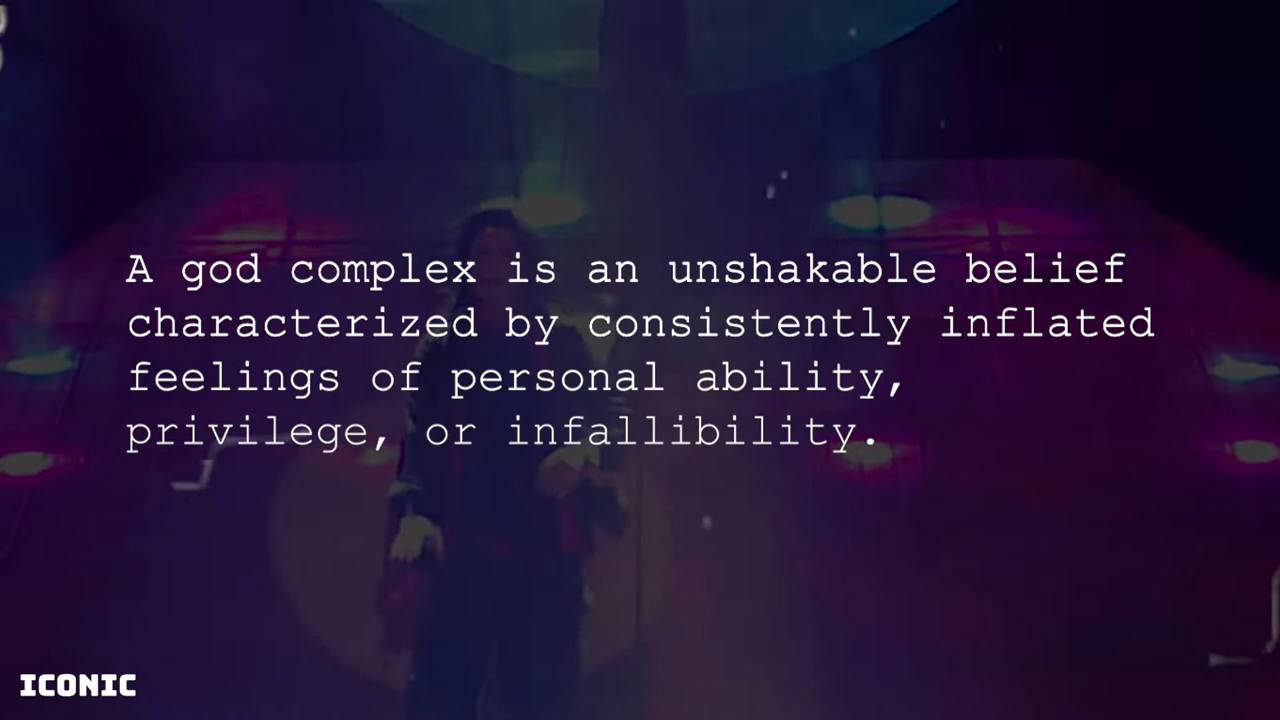 A god complex is an unshakable belief
characterized by consistently inflated
feelings of personal ability,
privilege, or infallibility.
ICONIC